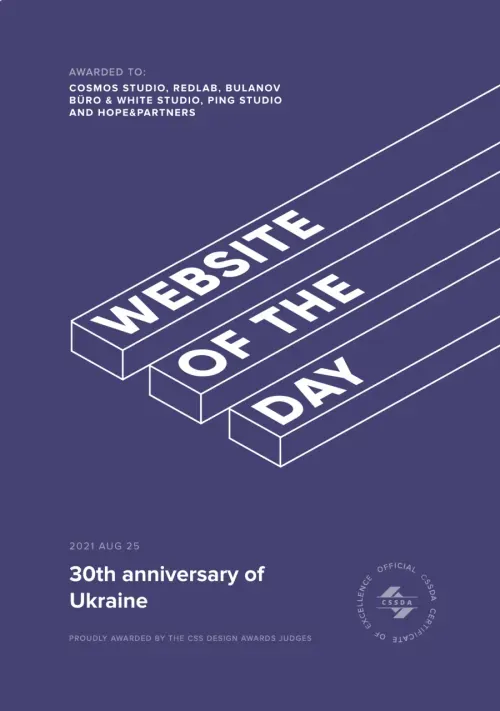 AWARDED TO:
COSMOS STUDIO, REDLAB, BULANOV
BÜRO & WHITE STUDIO, PING STUDIO
AND HOPE&PARTNERS
WEBSITE
OF THE
DAY
2021 AUG 25
30th anniversary of
Ukraine
PROUDLY AWARDED BY THE CSS DESIGN AWARDS JUDGES
OFFICIAL CSSDA CERTIFICATE OF EXCELLENCE
CSSDA